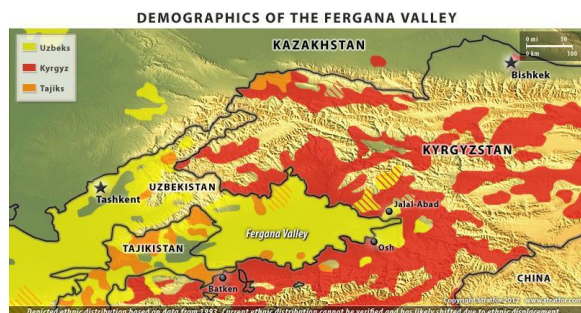 DEMOGRAPHICS OF THE FERGANA VALLEY
Uzbeks
Kyrgyz
Tajiks
KAZAKHSTAN
0 mi 50
0 km 100
Bishkek
KYRGYZSTAN
UZBEKISTAN
Tashkent
Jalal-Abad
Fergana Valley
Osh
TAJIKISTAN
Batken
CHINA
Copyright Stratfor 2012 www.stratfor.com
Depicted ethnic distribution based on data from 1993. Current ethnic distribution cannot be verified and has likely shifted due to ethnic displacement.